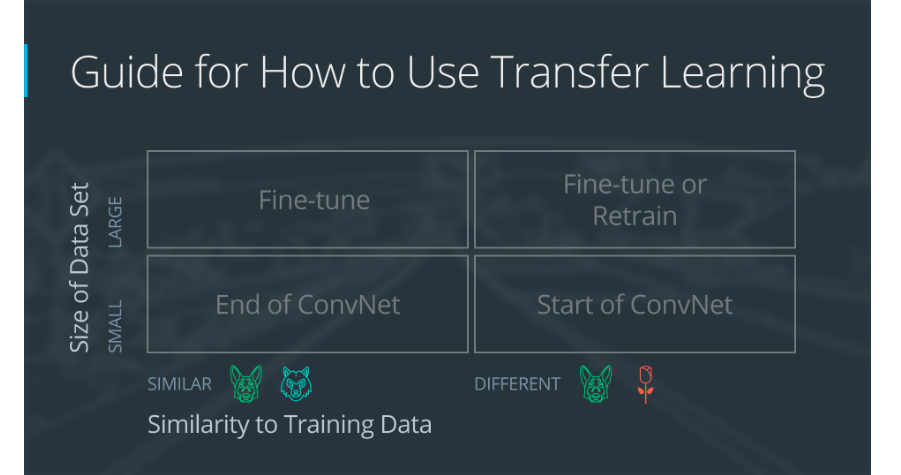 Guide for How to Use Transfer Learning
Size of Data Set
LARGE
SMALL
Fine-tune
Fine-tune or
Retrain
End of ConvNet
Start of ConvNet
SIMILAR
DIFFERENT
Similarity to Training Data